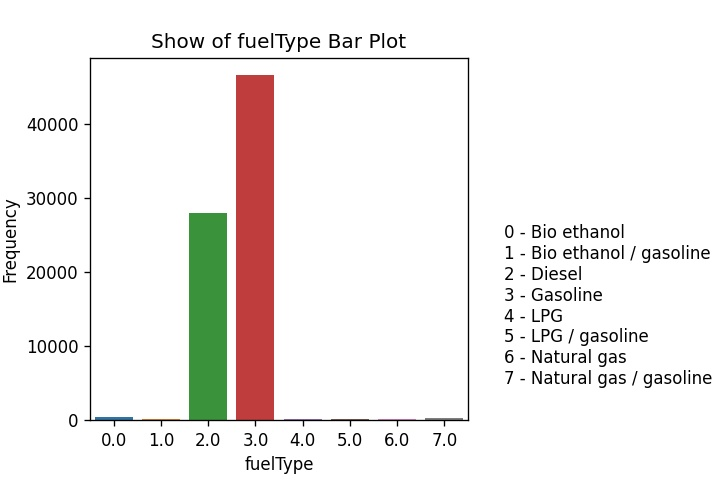 Show of fuelType Bar Plot
40000
30000
20000
10000
0
Frequency
0.0 1.0 2.0 3.0 4.0 5.0 6.0 7.0
fuelType
0 - Bio ethanol
1 - Bio ethanol / gasoline
2 - Diesel
3 - Gasoline
4 - LPG
5 - LPG / gasoline
6 - Natural gas
7 - Natural gas / gasoline